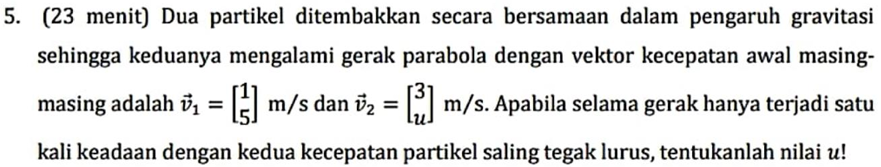 5. (23 menit) Dua partikel ditembakkan secara bersamaan dalam pengaruh gravitasi
sehingga keduanya mengalami gerak parabola dengan vektor kecepatan awal masing-
masing adalah $\vec{v}_1 = \begin{bmatrix} 1 \\ 5 \end{bmatrix}$ m/s dan $\vec{v}_2 = \begin{bmatrix} 3 \\ u \end{bmatrix}$ m/s. Apabila selama gerak hanya terjadi satu
kali keadaan dengan kedua kecepatan partikel saling tegak lurus, tentukanlah nilai $u$!